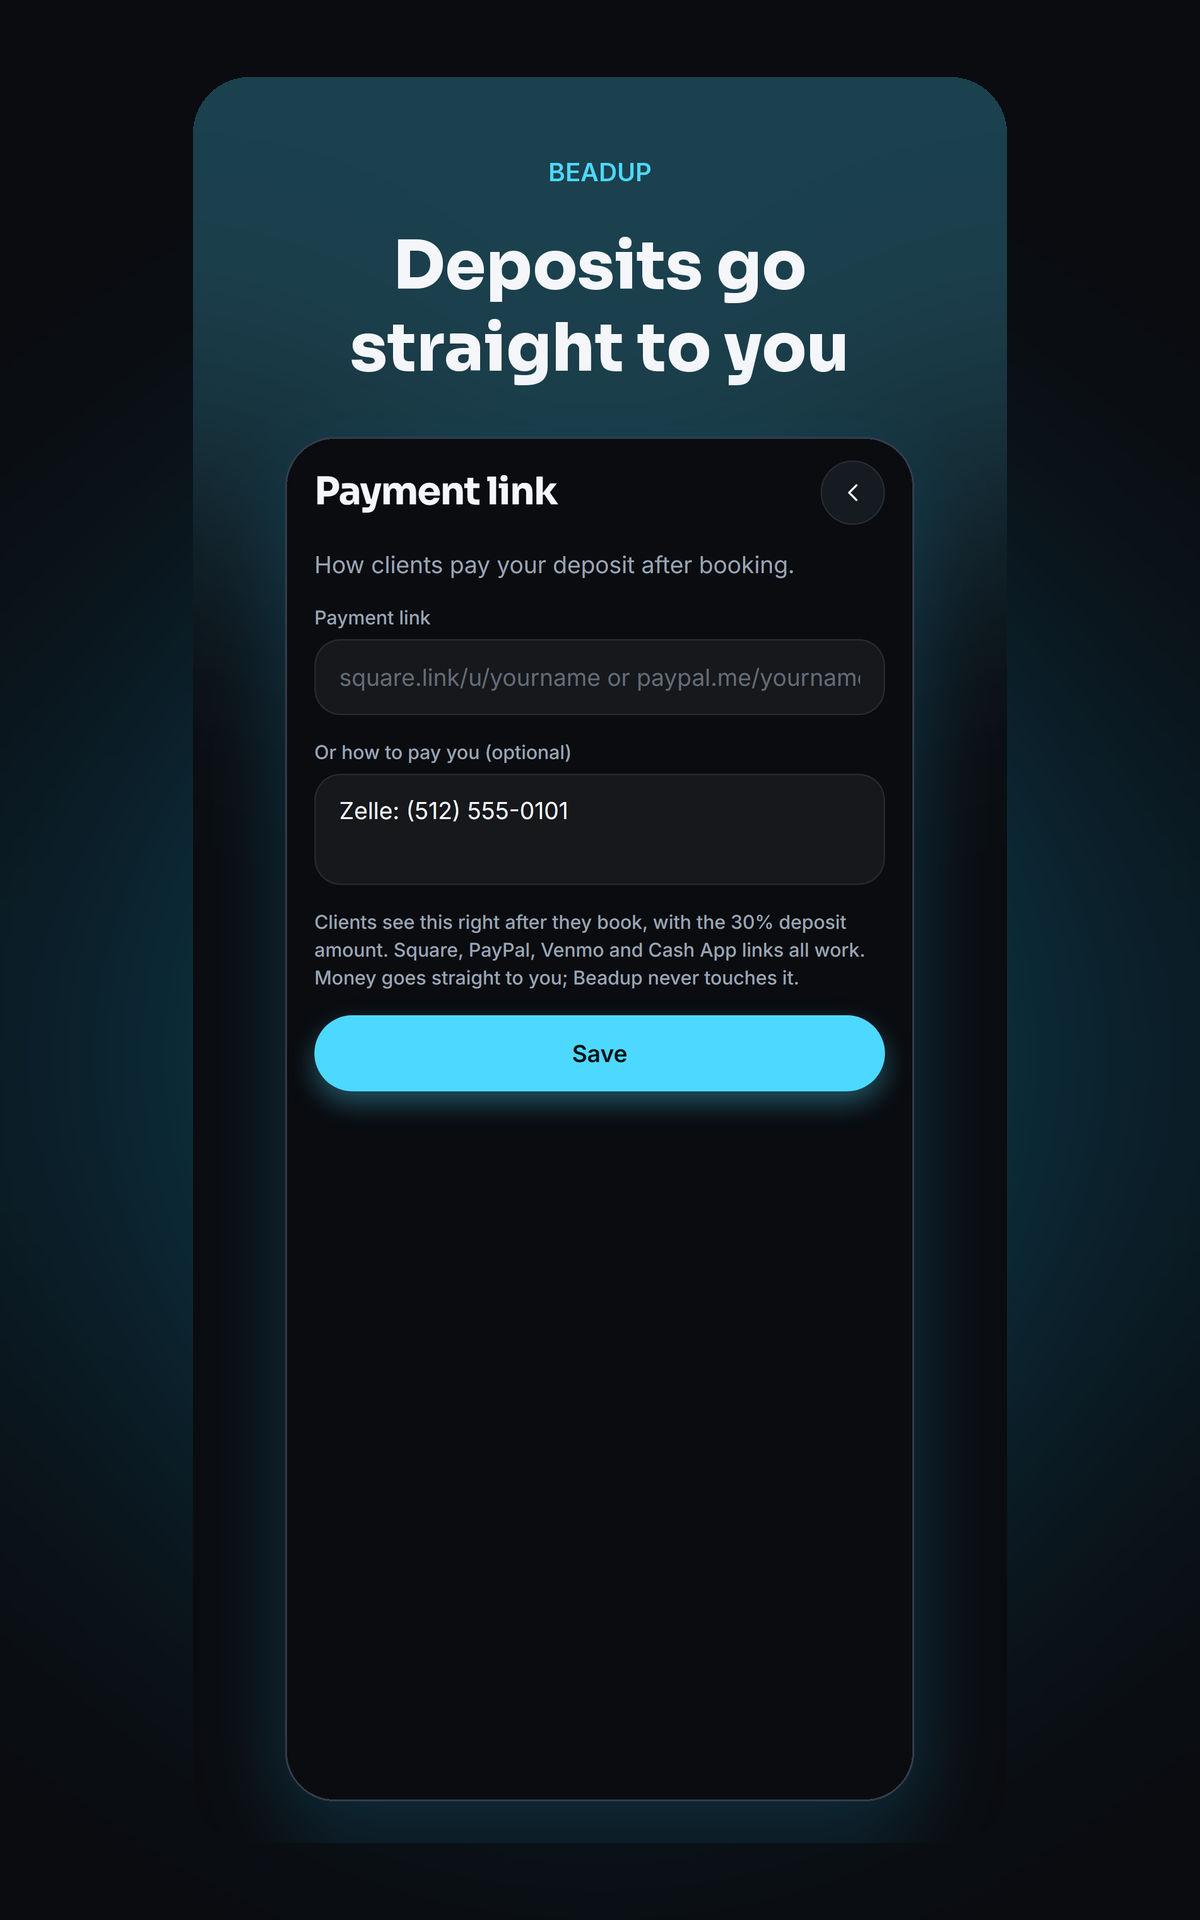 BEADUP
Deposits go
straight to you
Payment link
How clients pay your deposit after booking.
Payment link
square.link/u/yourname or paypal.me/yourname
Or how to pay you (optional)
Zelle: (512) 555-0101
Clients see this right after they book, with the 30% deposit
amount. Square, PayPal, Venmo and Cash App links all work.
Money goes straight to you; Beadup never touches it.
Save